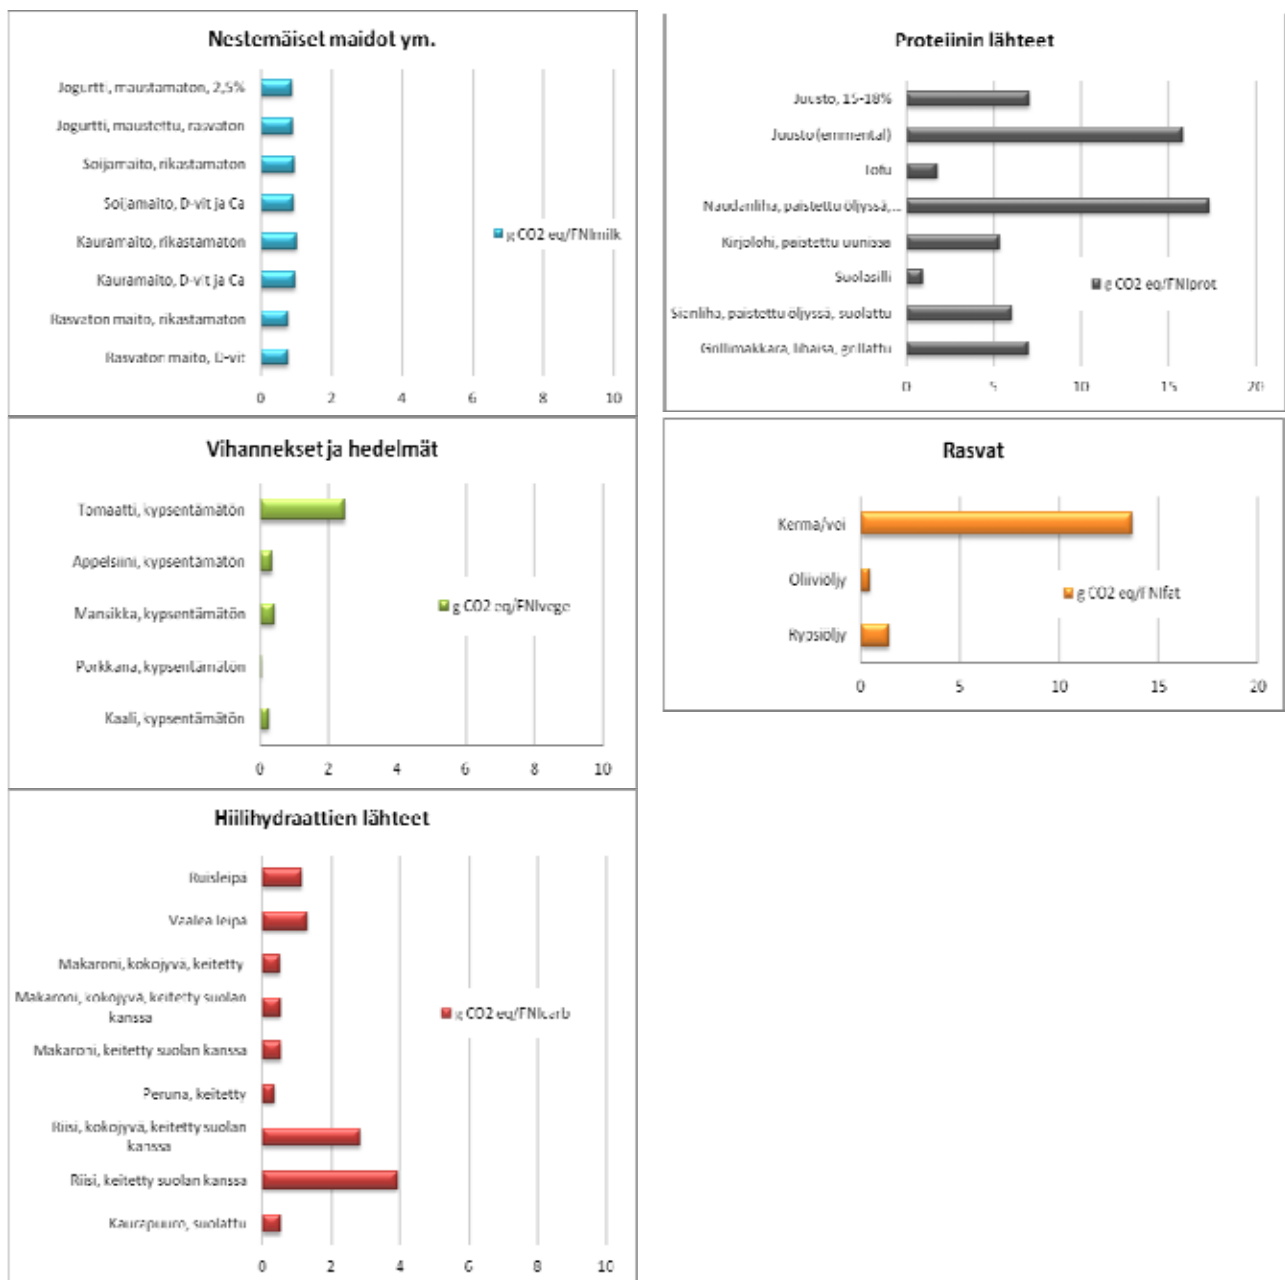 Nestemäiset maidot ym.
Jogurtti, maustamaton, 2,5%
Jogurtti, maustettu, rasvaton
Soijamaito, rikastamaton
Soijamaito, D-vit ja Ca
Kauramaito, rikastamaton
Kauramaito, D-vit ja Ca
Rasvaton maito, rikastamaton
Rasvaton maito, D-vit
g CO2 eq/FNImilk
0 2 4 6 8 10
Proteiinin lähteet
Juusto, 15-18%
Juusto (emmental)
Tofu
Naudanliha, paistettu öljyssä,...
Kirjolohi, paistettu uunissa
Suolasilli
Sianliha, paistettu öljyssä, suolattu
Grillimakkara, lihaisa, grillattu
g CO2 eq/FNIprot
0 5 10 15 20
Vihannekset ja hedelmät
Tomaatti, kypsentämätön
Appelsiini, kypsentämätön
Mansikka, kypsentämätön
Porkkana, kypsentämätön
Kaali, kypsentämätön
g CO2 eq/FNIvege
0 2 4 6 8 10
Rasvat
Kerma/voi
Oliiviöljy
Rypsiöljy
g CO2 eq/FNIfat
0 5 10 15 20
Hiilihydraattien lähteet
Ruisleipä
Vaalea leipä
Makaroni, kokojyvä, keitetty
Makaroni, kokojyvä, keitetty suolan
kanssa
Makaroni, keitetty suolan kanssa
Peruna, keitetty
Riisi, kokojyvä, keitetty suolan
kanssa
Riisi, keitetty suolan kanssa
Kaurapuuro, suolattu
g CO2 eq/FNIcarb
0 2 4 6 8 10